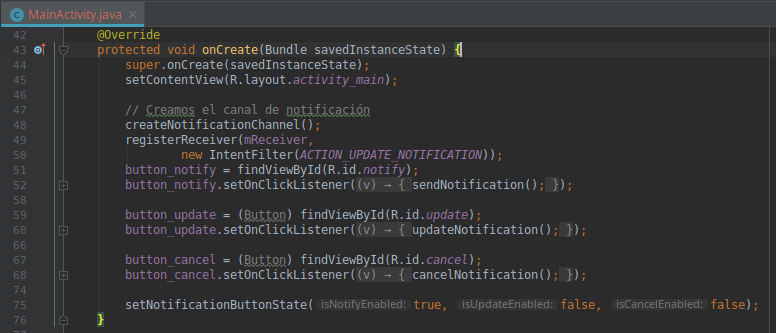 MainActivity.java
42 @Override
43 protected void onCreate(Bundle savedInstanceState) {
44 super.onCreate(savedInstanceState);
45 setContentView(R.layout.activity_main);
46
47 // Creamos el canal de notificación
48 createNotificationChannel();
49 registerReceiver(mReceiver,
50 new IntentFilter(ACTION_UPDATE_NOTIFICATION));
51 button_notify = findViewById(R.id.notify);
52 button_notify.setOnClickListener((v) → { sendNotification(); });
58
59 button_update = (Button) findViewById(R.id.update);
60 button_update.setOnClickListener((v) → { updateNotification(); });
66
67 button_cancel = (Button) findViewById(R.id.cancel);
68 button_cancel.setOnClickListener((v) → { cancelNotification(); });
74
75 setNotificationButtonState( isNotifyEnabled: true, isUpdateEnabled: false, isCancelEnabled: false);
76 }